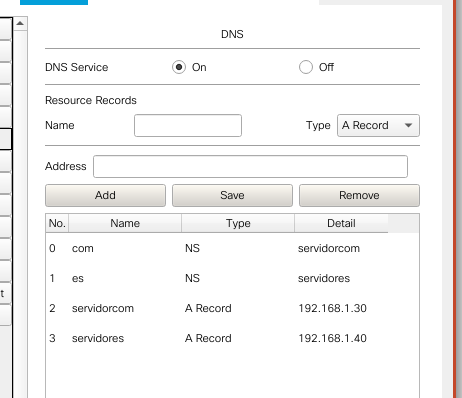 DNS
DNS Service On Off
Resource Records
Name Type A Record
Address
Add Save Remove
No. Name Type Detail
0 com NS servidorcom
1 es NS servidores
2 servidorcom A Record 192.168.1.30
3 servidores A Record 192.168.1.40
t